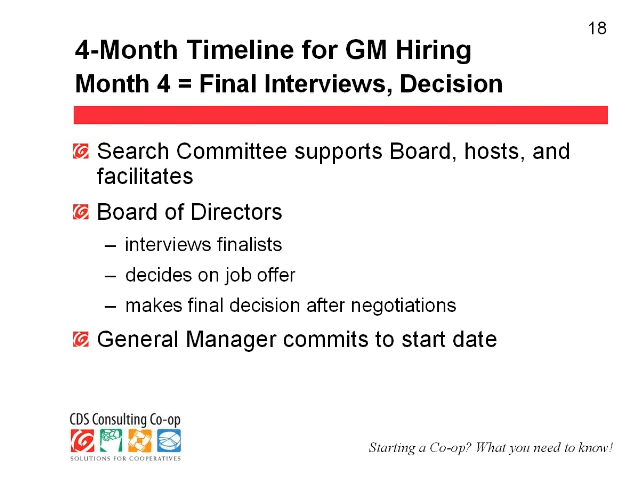 18
4-Month Timeline for GM Hiring
Month 4 = Final Interviews, Decision
Search Committee supports Board, hosts, and
facilitates
Board of Directors
– interviews finalists
– decides on job offer
– makes final decision after negotiations
General Manager commits to start date
CDS Consulting Co-op
SOLUTIONS FOR COOPERATIVES
Starting a Co-op? What you need to know!